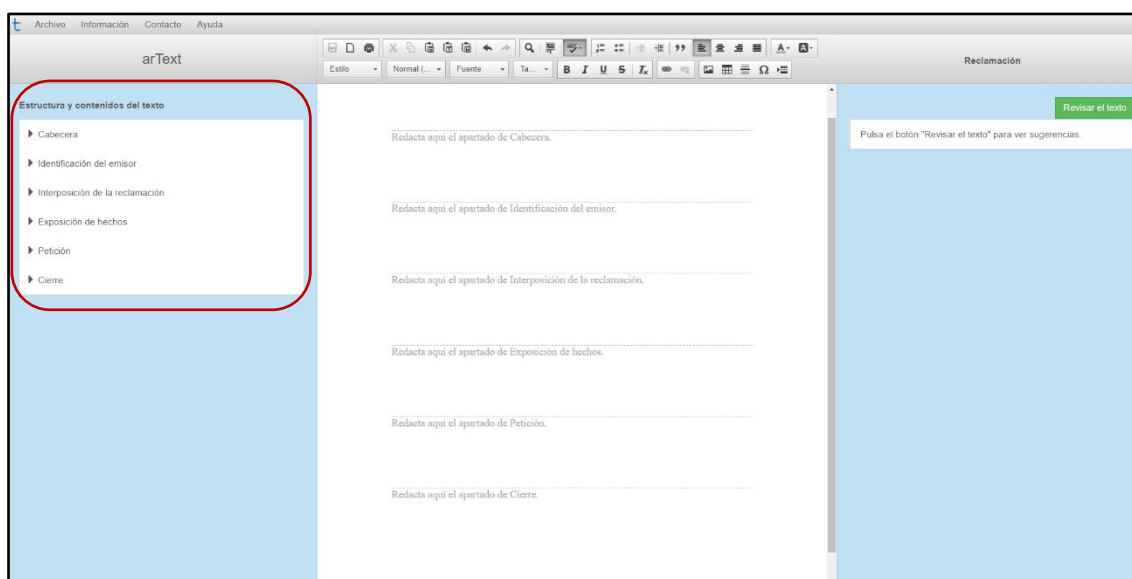 t Archivo Información Contacto Ayuda
arText
Estilo Normal (... Fuente Ta... B I U S Ix Ω
A A
Reclamación
Estructura y contenidos del texto
Cabecera
Identificación del emisor
Interposición de la reclamación
Exposición de hechos
Petición
Cierre
Redacta aquí el apartado de Cabecera.
Redacta aquí el apartado de Identificación del emisor.
Redacta aquí el apartado de Interposición de la reclamación.
Redacta aquí el apartado de Exposición de hechos.
Redacta aquí el apartado de Petición.
Redacta aquí el apartado de Cierre.
Revisar el texto
Pulsa el botón "Revisar el texto" para ver sugerencias.